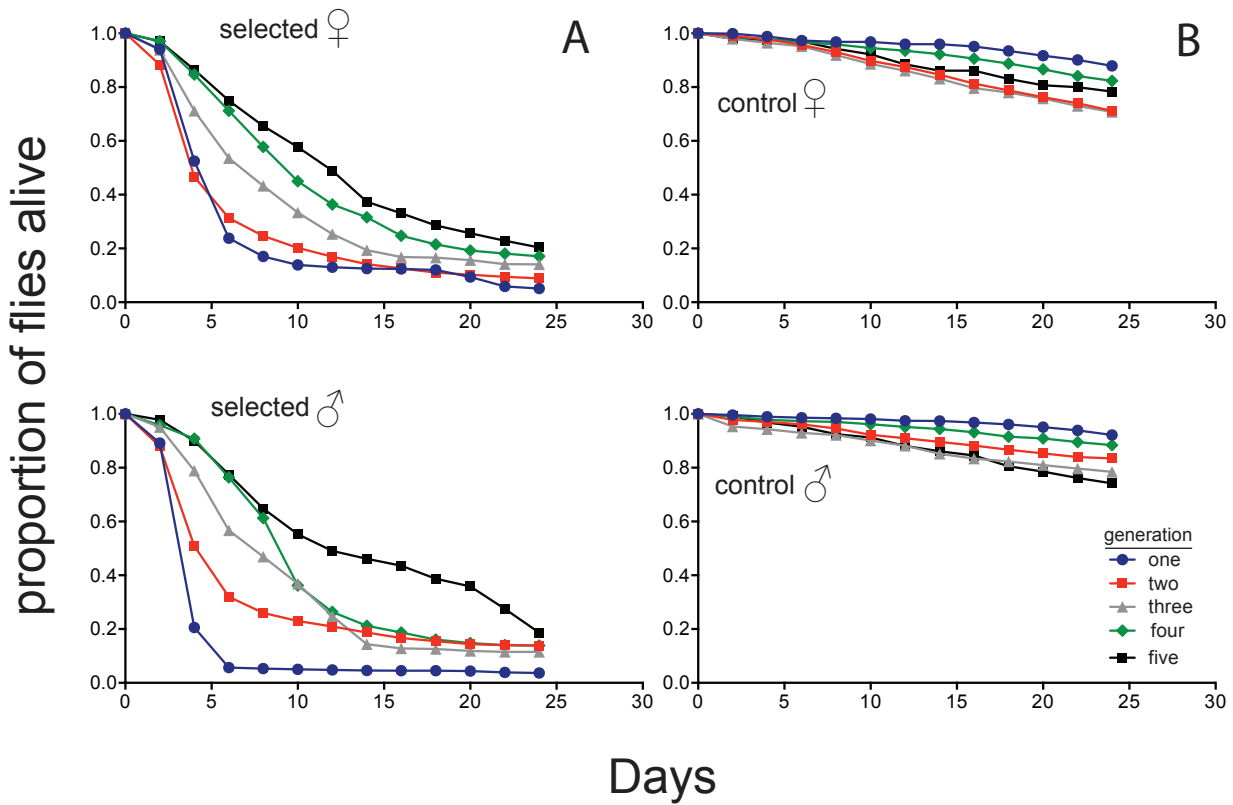 proportion of flies alive
selected ♀
A
1.0
0.8
0.6
0.4
0.2
0.0
0 5 10 15 20 25 30
control ♀
B
1.0
0.8
0.6
0.4
0.2
0.0
0 5 10 15 20 25 30
selected ♂
1.0
0.8
0.6
0.4
0.2
0.0
0 5 10 15 20 25 30
control ♂
1.0
0.8
0.6
0.4
0.2
0.0
0 5 10 15 20 25 30
generation
one
two
three
four
five
Days